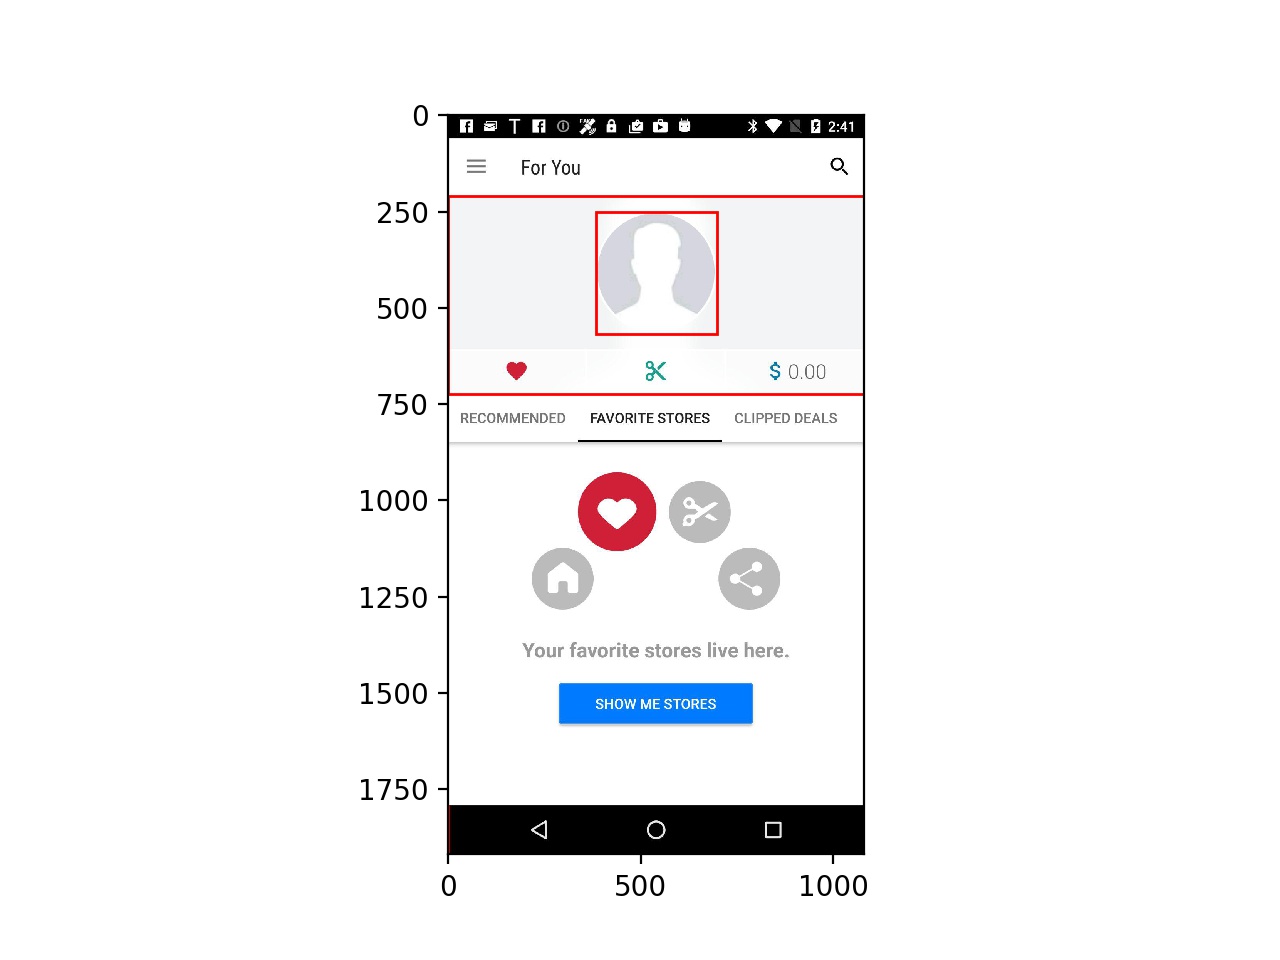 0
250
500
750
1000
1250
1500
1750
0 500 1000
2:41
For You
$ 0.00
RECOMMENDED FAVORITE STORES CLIPPED DEALS
Your favorite stores live here.
SHOW ME STORES